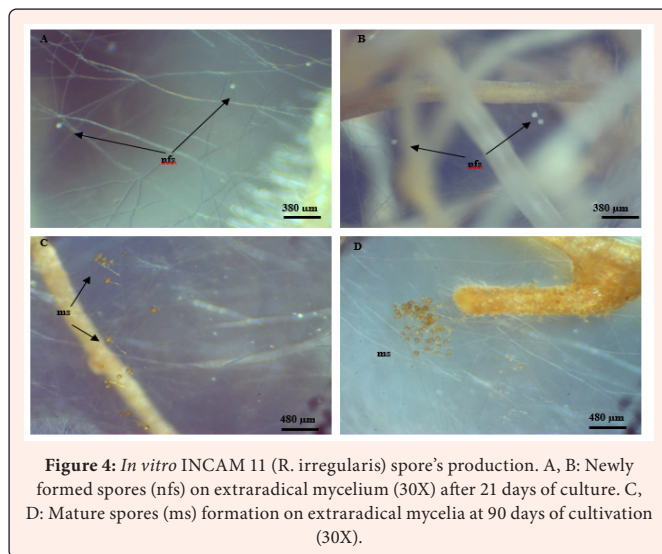 A
nfs
380 μm
B
nfs
380 μm
C
ms
480 μm
D
ms
480 μm
Figure 4: In vitro INCAM 11 (R. irregularis) spore's production. A, B: Newly
formed spores (nfs) on extraradical mycelium (30X) after 21 days of culture. C,
D: Mature spores (ms) formation on extraradical mycelia at 90 days of cultivation
(30X).